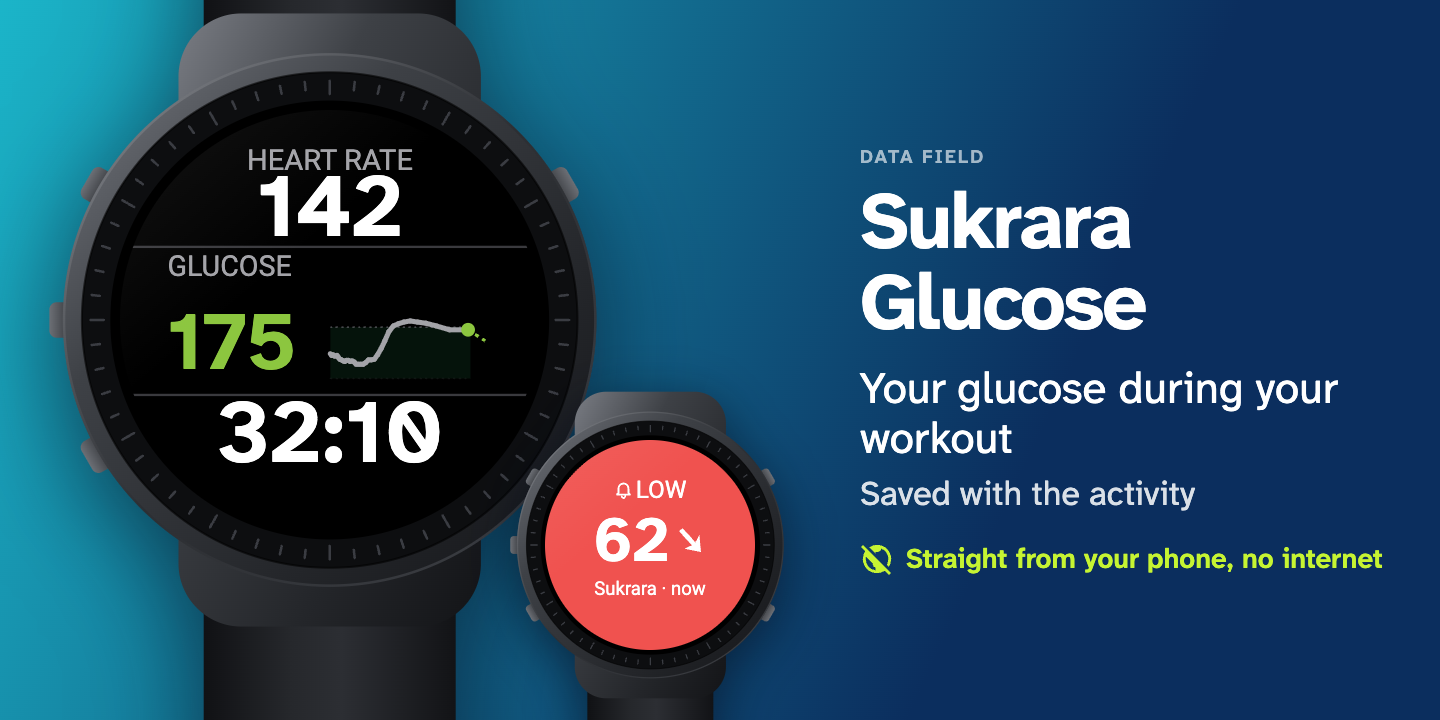 HEART RATE
142
GLUCOSE
175
32:10
LOW
62
Sukrara · now
DATA FIELD
Sukrara
Glucose
Your glucose during your
workout
Saved with the activity
Straight from your phone, no internet